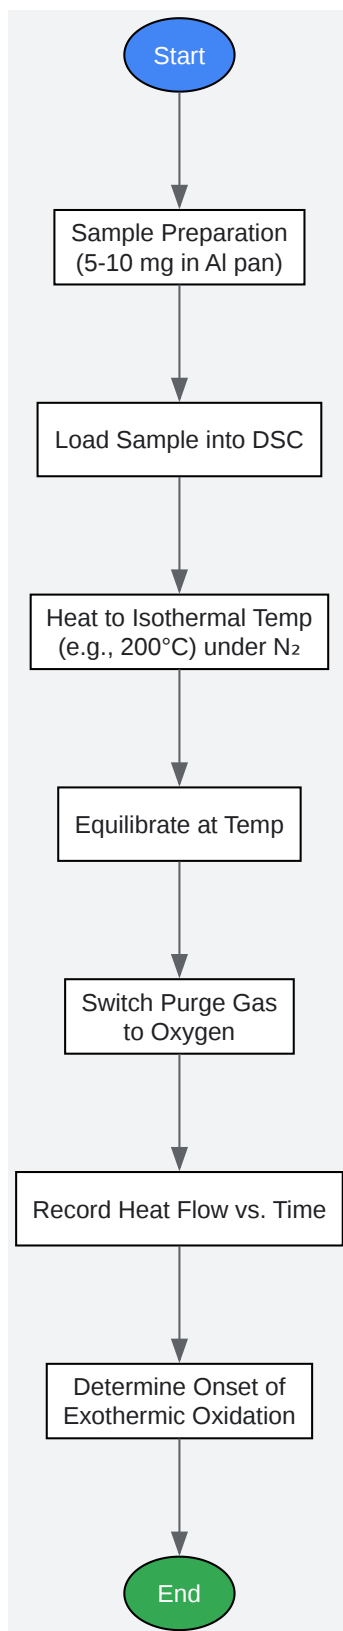 Start
Sample Preparation
(5-10 mg in Al pan)
Load Sample into DSC
Heat to Isothermal Temp
(e.g., 200°C) under N₂
Equilibrate at Temp
Switch Purge Gas
to Oxygen
Record Heat Flow vs. Time
Determine Onset of
Exothermic Oxidation
End